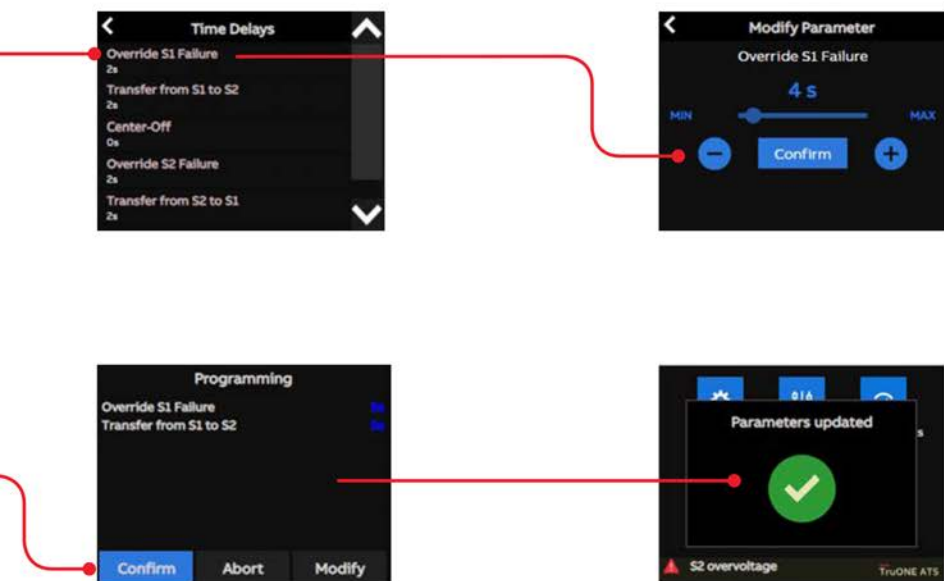 Time Delays
Override S1 Failure
2s
Transfer from S1 to S2
2s
Center-Off
0s
Override S2 Failure
2s
Transfer from S2 to S1
2s
Modify Parameter
Override S1 Failure
4 s
MIN
MAX
Confirm
Programming
Override S1 Failure
Transfer from S1 to S2
Confirm Abort Modify
Parameters updated
s
S2 overvoltage
TruONE ATS